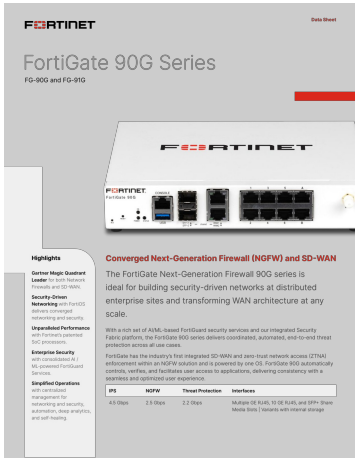 FORTINET
Data Sheet
FortiGate 90G Series
FG-90G and FG-91G
FORTINET
FORTINET
FortiGate 90G
CONSOLE
USB
Highlights
Gartner Magic Quadrant
Leader for both Network
Firewalls and SD-WAN.
Security-Driven
Networking with FortiOS
delivers converged
networking and security.
Unparalleled Performance
with Fortinet's patented
SoC processors.
Enterprise Security
with consolidated AI /
ML-powered FortiGuard
Services.
Simplified Operations
with centralized
management for
networking and security,
automation, deep analytics,
and self-healing.
Converged Next-Generation Firewall (NGFW) and SD-WAN
The FortiGate Next-Generation Firewall 90G series is
ideal for building security-driven networks at distributed
enterprise sites and transforming WAN architecture at any
scale.
With a rich set of AI/ML-based FortiGuard security services and our integrated Security
Fabric platform, the FortiGate 90G series delivers coordinated, automated, end-to-end threat
protection across all use cases.
FortiGate has the industry's first integrated SD-WAN and zero-trust network access (ZTNA)
enforcement within an NGFW solution and is powered by one OS. FortiGate 90G automatically
controls, verifies, and facilitates user access to applications, delivering consistency with a
seamless and optimized user experience.
IPS NGFW Threat Protection Interfaces
4.5 Gbps 2.5 Gbps 2.2 Gbps Multiple GE RJ45, 10 GE RJ45, and SFP+ Share
Media Slots | Variants with internal storage